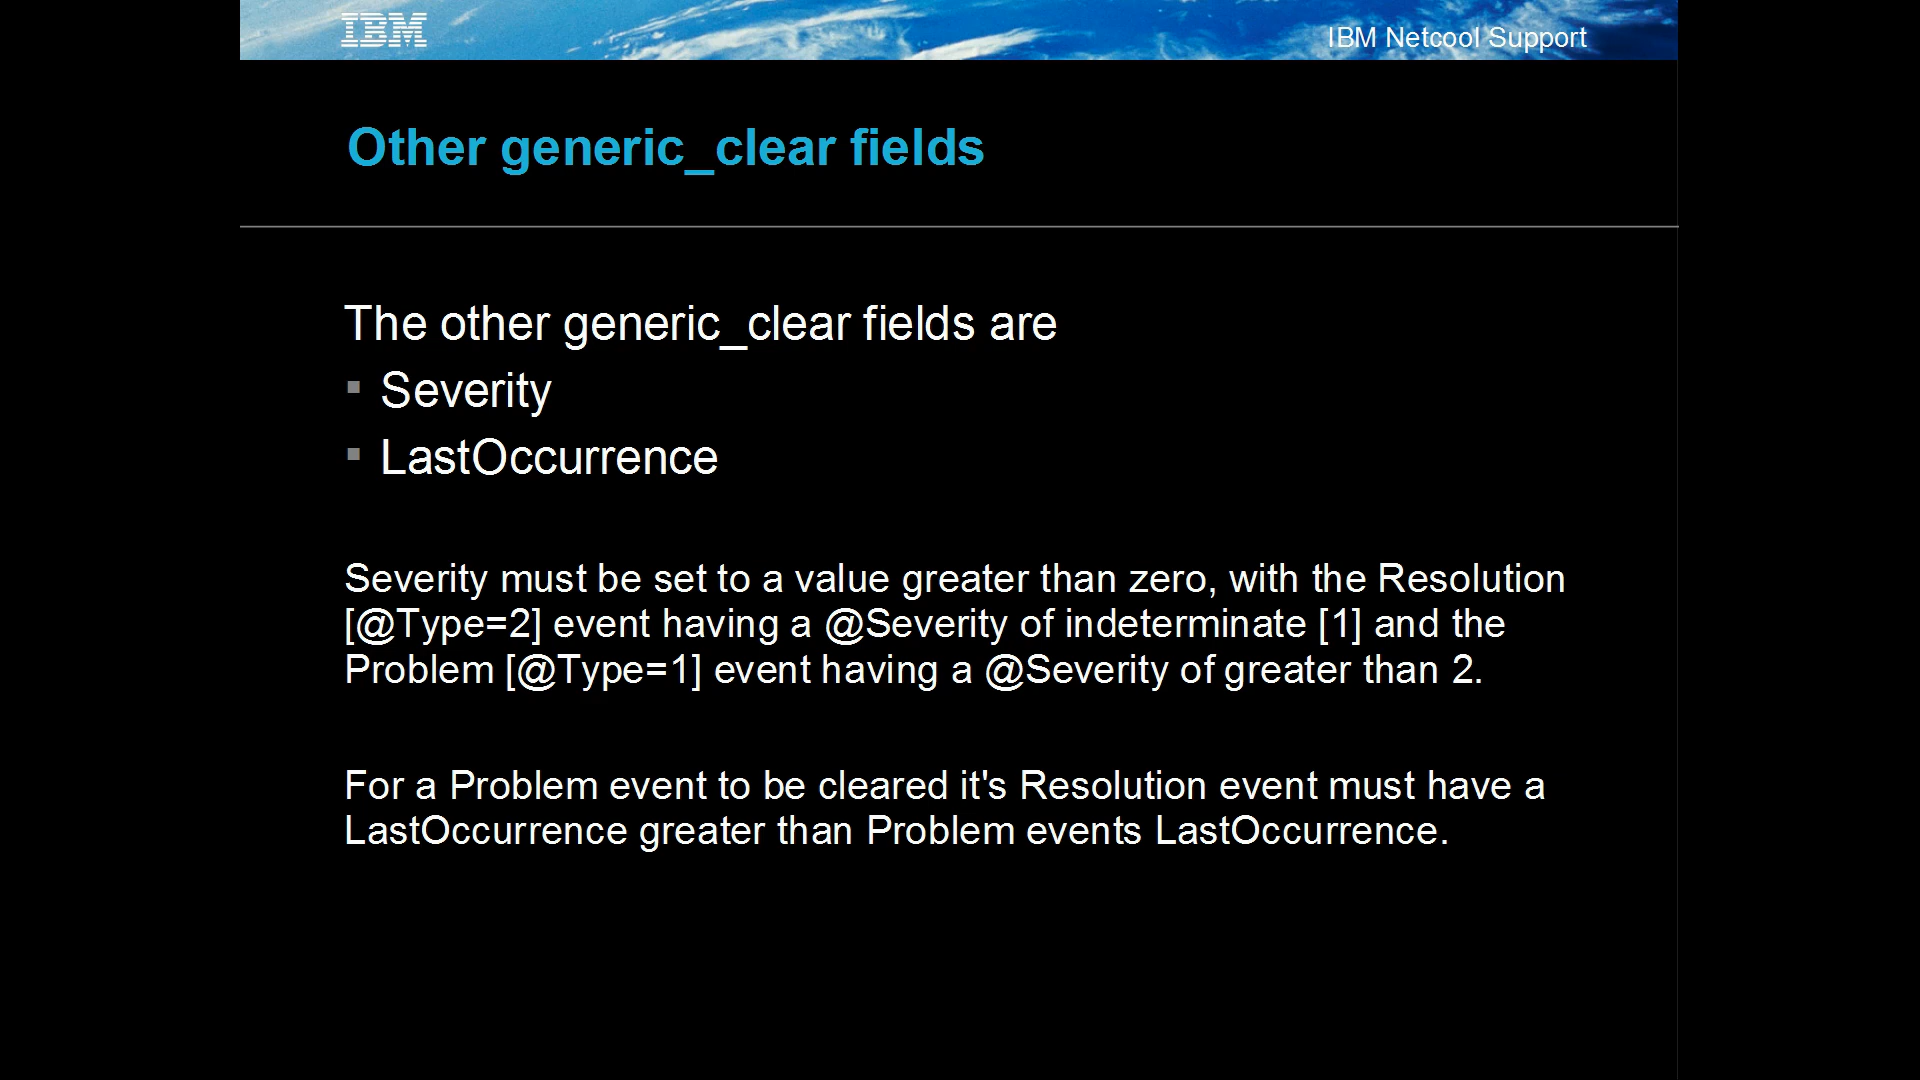 IBM
IBM Netcool Support
Other generic_clear fields
The other generic_clear fields are
▪ Severity
▪ LastOccurrence
Severity must be set to a value greater than zero, with the Resolution
[@Type=2] event having a @Severity of indeterminate [1] and the
Problem [@Type=1] event having a @Severity of greater than 2.
For a Problem event to be cleared it's Resolution event must have a
LastOccurrence greater than Problem events LastOccurrence.